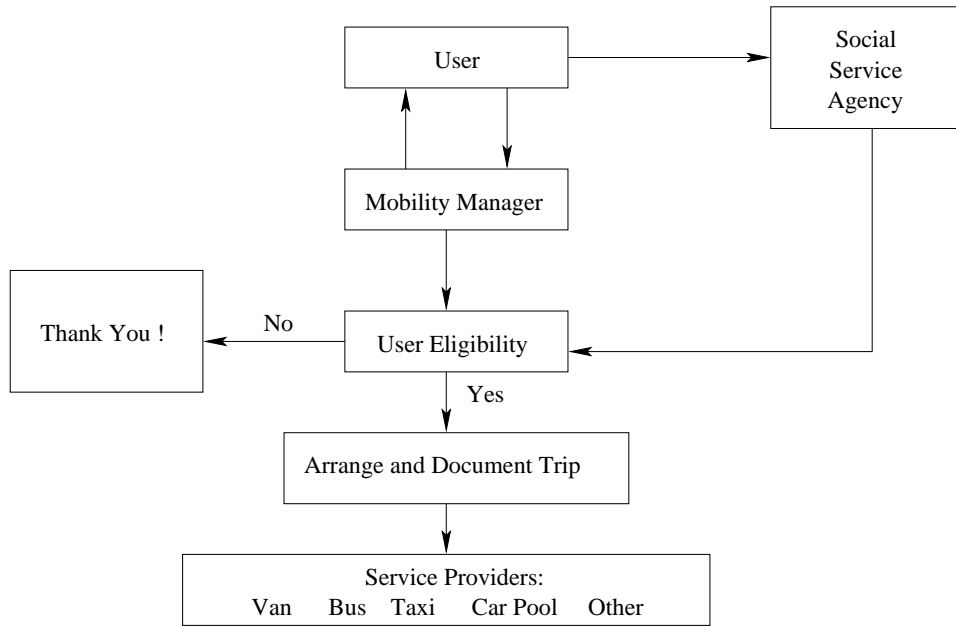 User
Social
Service
Agency
Mobility Manager
Thank You !
No
User Eligibility
Yes
Arrange and Document Trip
Service Providers:
Van Bus Taxi Car Pool Other